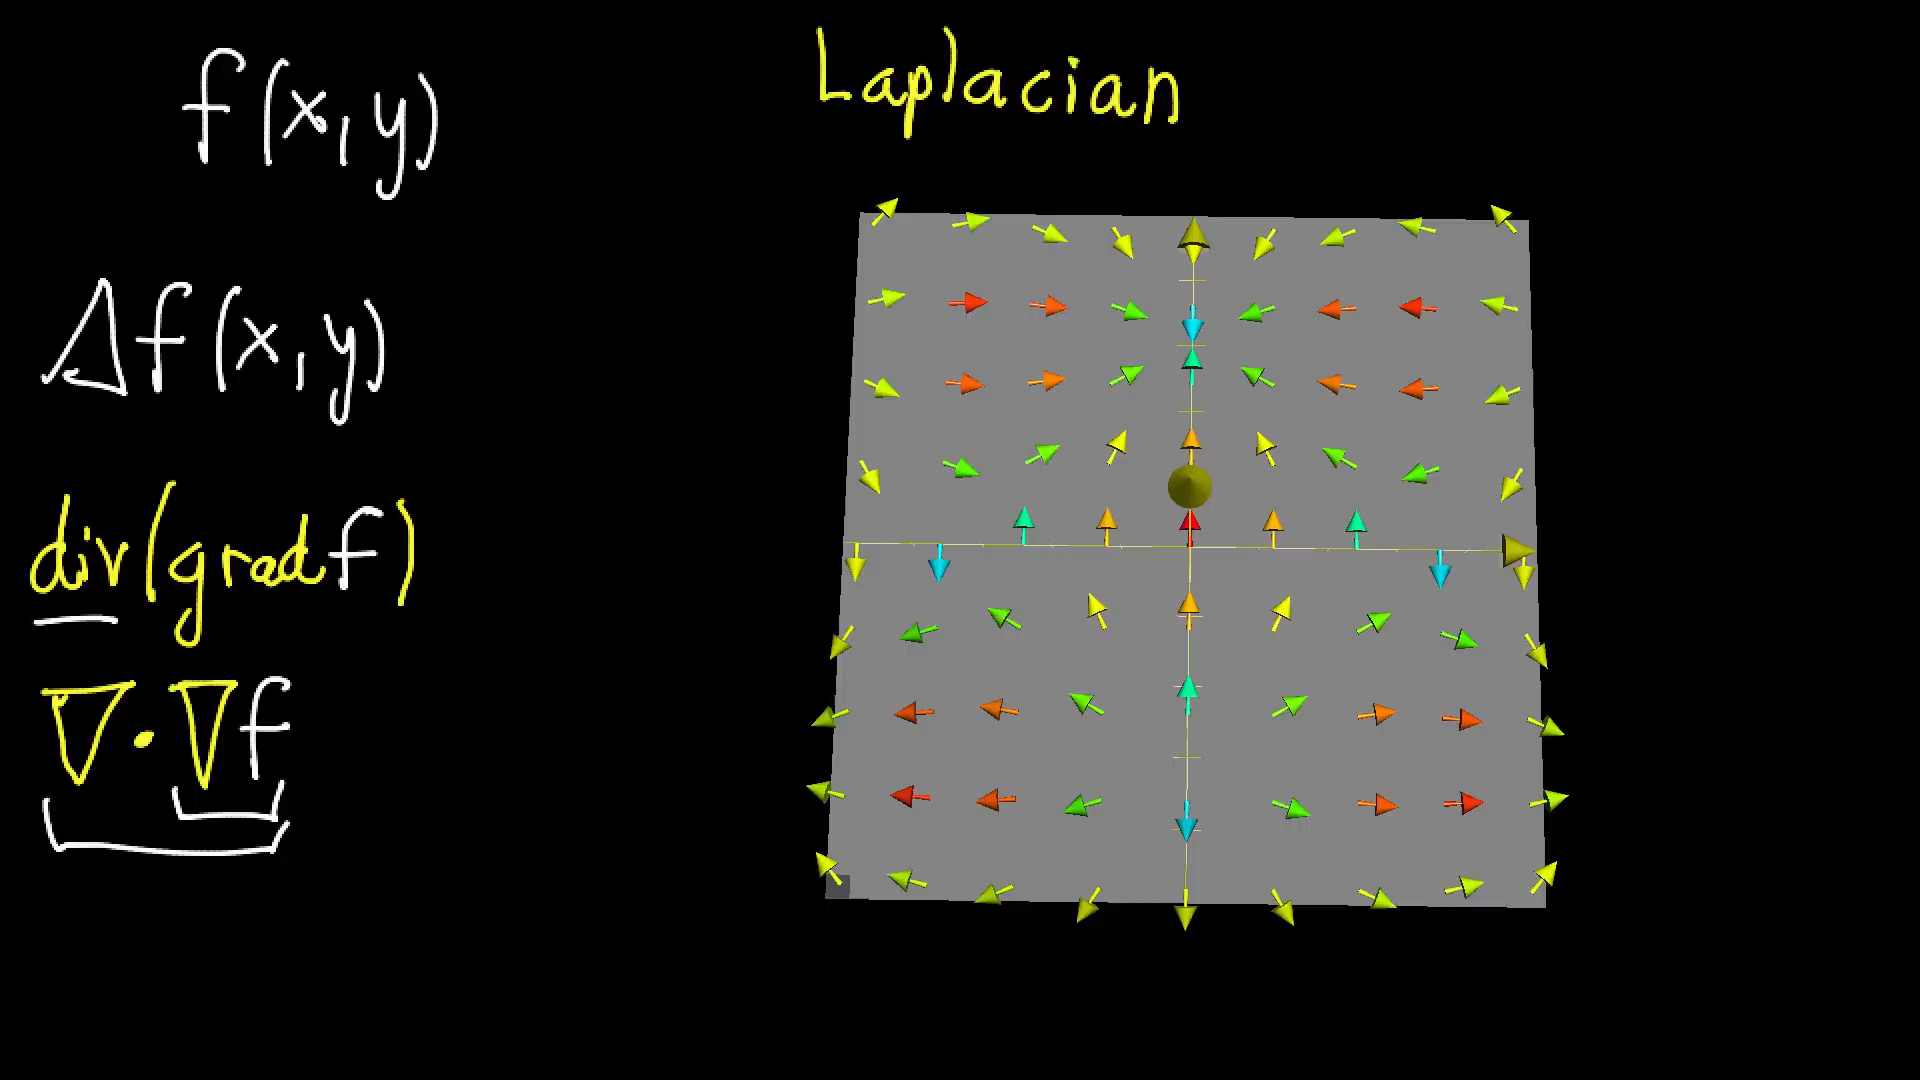 f(x,y)
Laplacian
Δf(x,y)
div(grad f)
∇·∇f